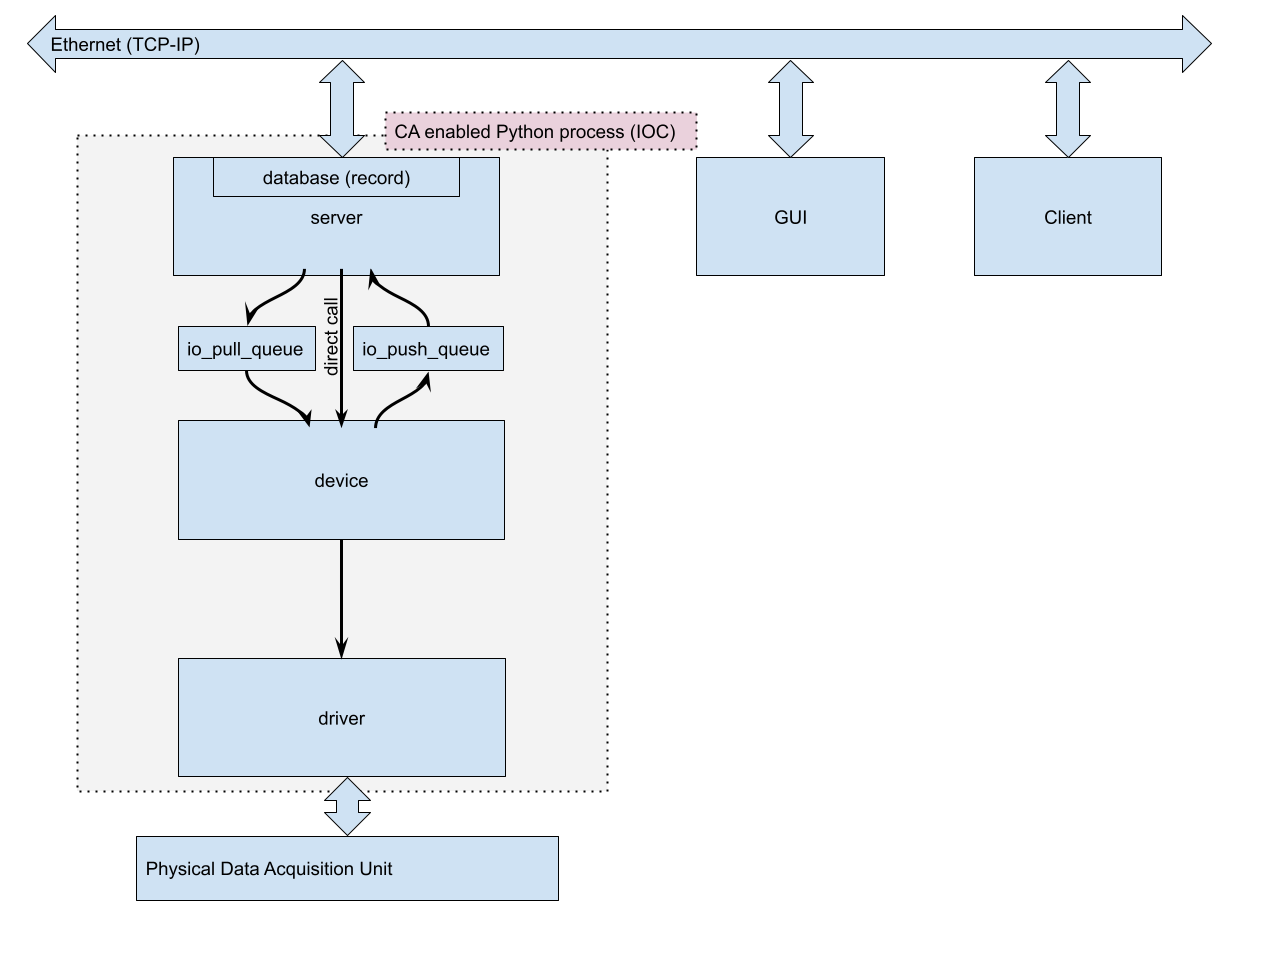 Ethernet (TCP-IP)
CA enabled Python process (IOC)
database (record)
server
GUI
Client
direct call
io_pull_queue
io_push_queue
device
driver
Physical Data Acquisition Unit